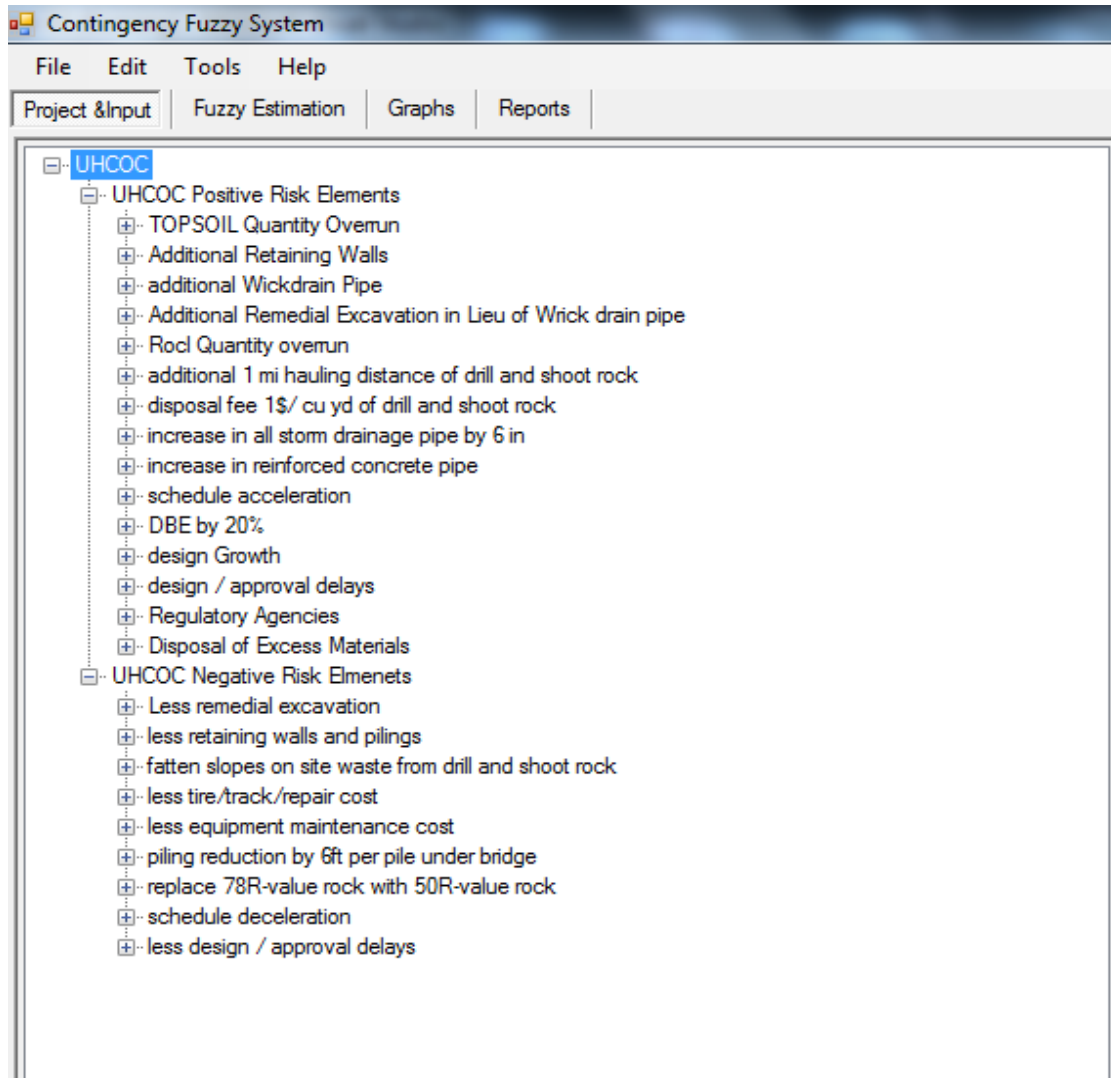 Contingency Fuzzy System
File Edit Tools Help
Project &Input Fuzzy Estimation Graphs Reports
UHCOC
UHCOC Positive Risk Elements
TOPSOIL Quantity Overrun
Additional Retaining Walls
additional Wickdrain Pipe
Additional Remedial Excavation in Lieu of Wrick drain pipe
Rocl Quantity overrun
additional 1 mi hauling distance of drill and shoot rock
disposal fee 1$/ cu yd of drill and shoot rock
increase in all storm drainage pipe by 6 in
increase in reinforced concrete pipe
schedule acceleration
DBE by 20%
design Growth
design / approval delays
Regulatory Agencies
Disposal of Excess Materials
UHCOC Negative Risk Elmenets
Less remedial excavation
less retaining walls and pilings
fatten slopes on site waste from drill and shoot rock
less tire/track/repair cost
less equipment maintenance cost
piling reduction by 6ft per pile under bridge
replace 78R-value rock with 50R-value rock
schedule deceleration
less design / approval delays